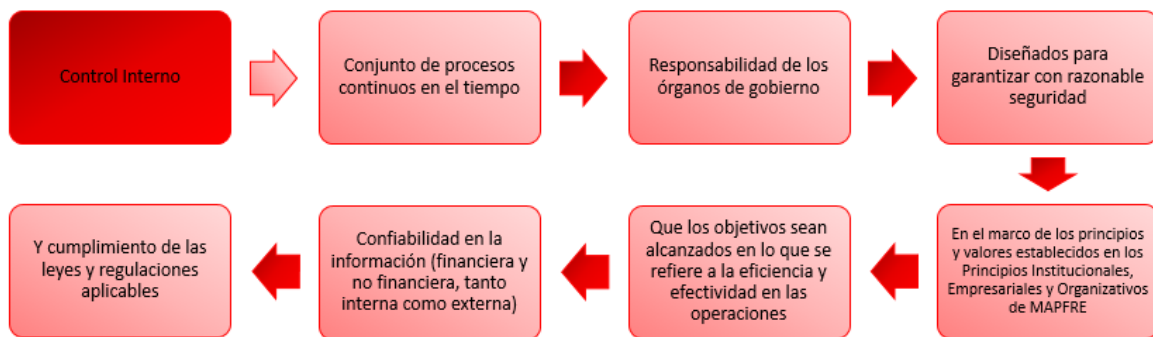 Control Interno
Conjunto de procesos
continuos en el tiempo
Responsabilidad de los
órganos de gobierno
Diseñados para
garantizar con razonable
seguridad
En el marco de los principios
y valores establecidos en los
Principios Institucionales,
Empresariales y Organizativos
de MAPFRE
Que los objetivos sean
alcanzados en lo que se
refiere a la eficiencia y
efectividad en las
operaciones
Confiabilidad en la
información (financiera y
no financiera, tanto
interna como externa)
Y cumplimiento de las
leyes y regulaciones
aplicables